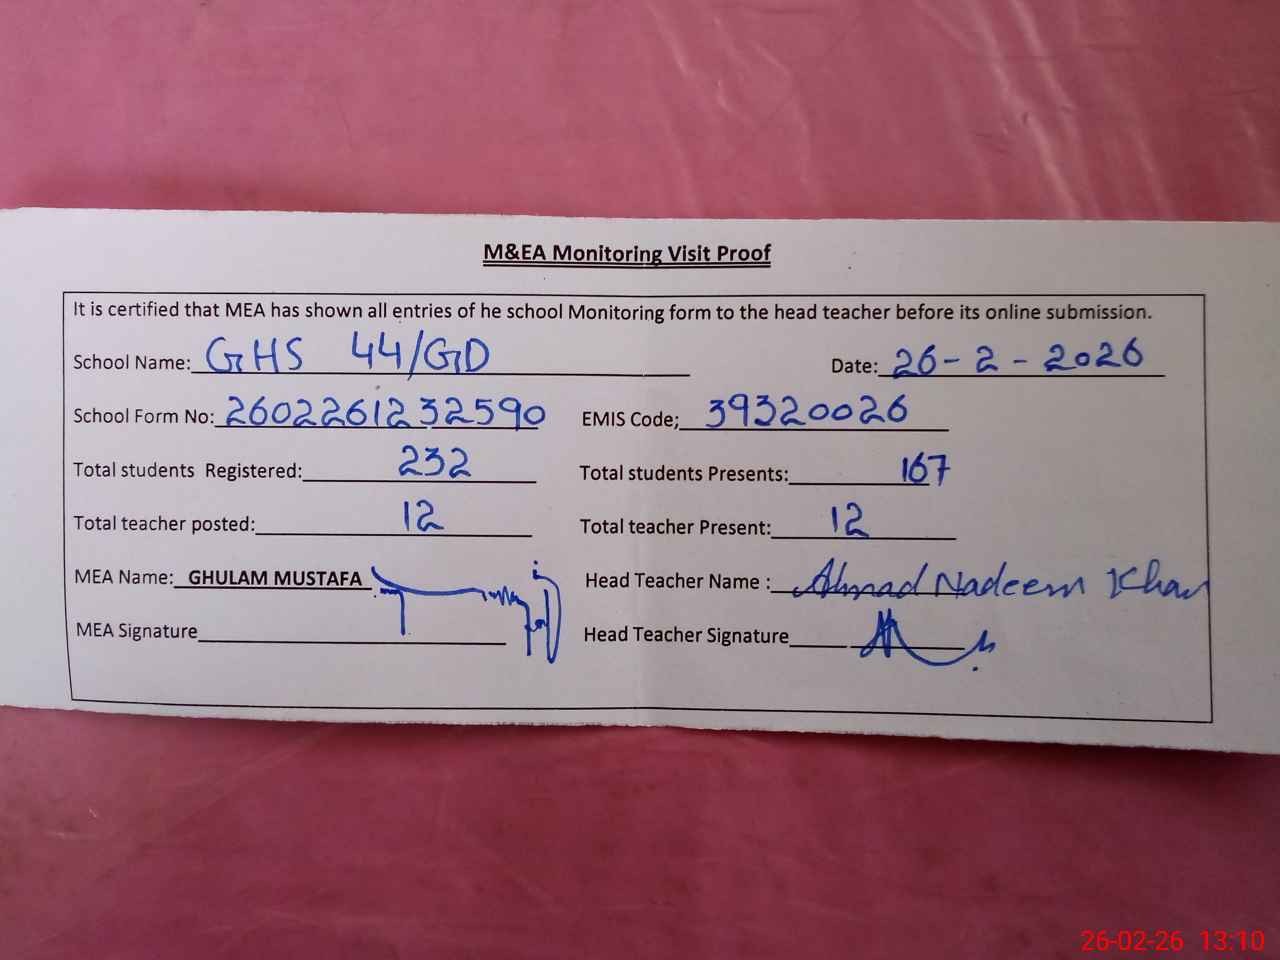 M&EA Monitoring Visit Proof
It is certified that MEA has shown all entries of he school Monitoring form to the head teacher before its online submission.
School Name: GHS 44/GD Date: 26-2-2026
School Form No: 2602261232590 EMIS Code; 39320026
Total students Registered: 232 Total students Presents: 167
Total teacher posted: 12 Total teacher Present: 12
MEA Name: GHULAM MUSTAFA Head Teacher Name : Ahmad Nadeem Khan
MEA Signature Head Teacher Signature
26-02-26 13:10